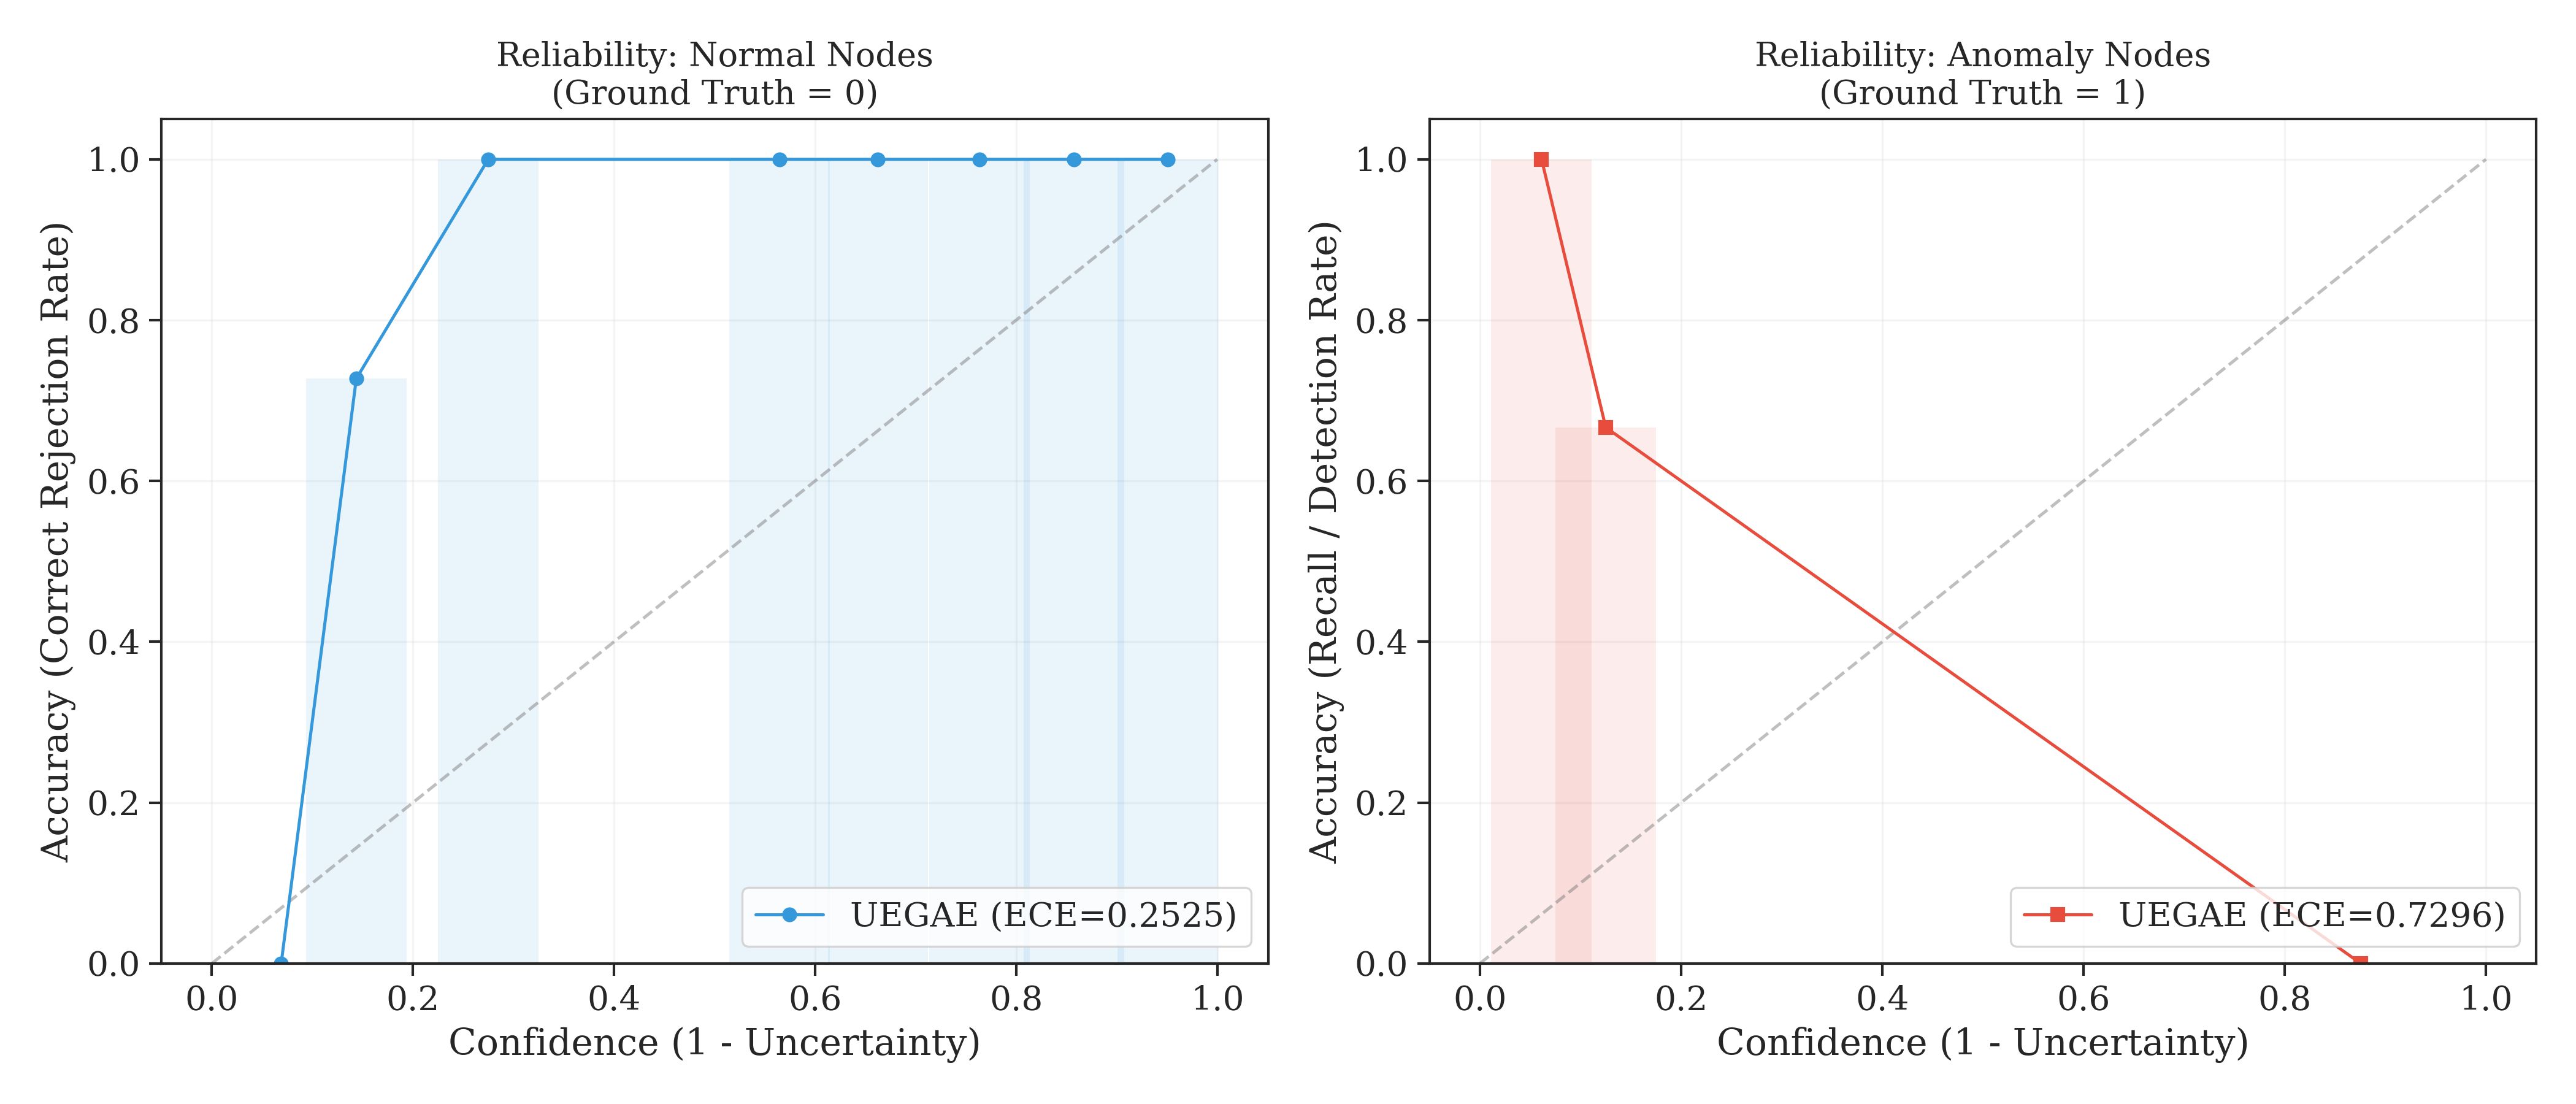 Reliability: Normal Nodes
(Ground Truth = 0)
Accuracy (Correct Rejection Rate)
1.0
0.8
0.6
0.4
0.2
0.0
0.0 0.2 0.4 0.6 0.8 1.0
Confidence (1 - Uncertainty)
UEGAE (ECE=0.2525)
Reliability: Anomaly Nodes
(Ground Truth = 1)
Accuracy (Recall / Detection Rate)
1.0
0.8
0.6
0.4
0.2
0.0
0.0 0.2 0.4 0.6 0.8 1.0
Confidence (1 - Uncertainty)
UEGAE (ECE=0.7296)